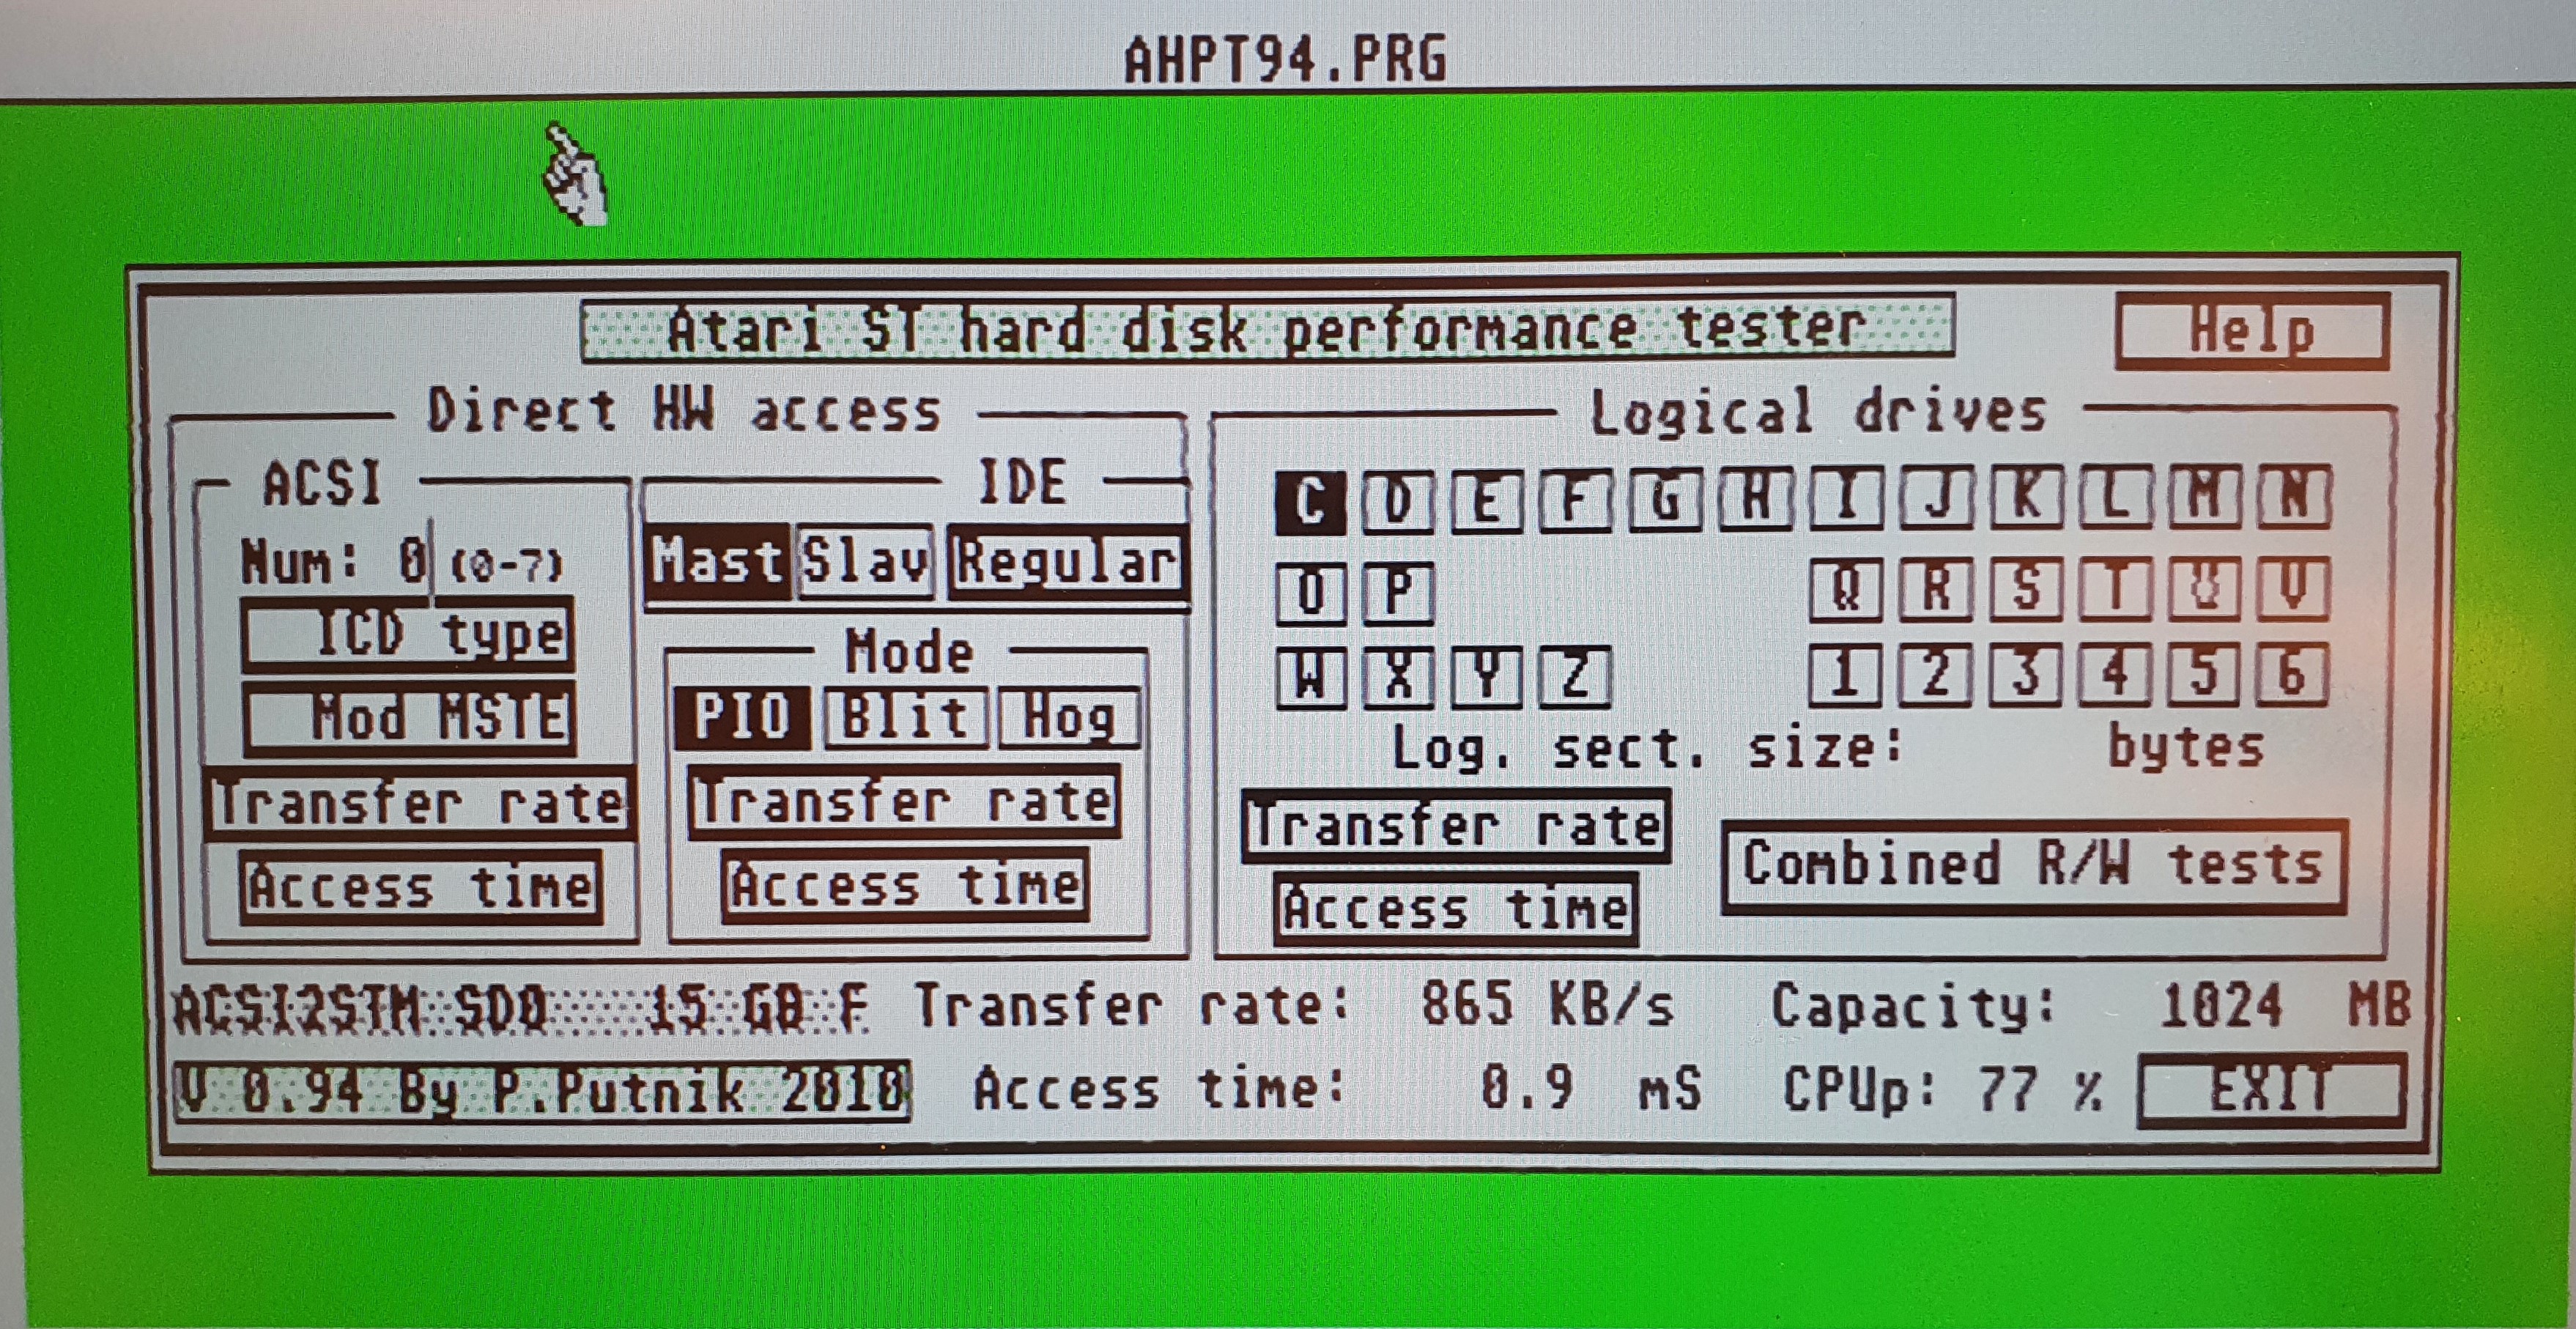 AHPT94.PRG
Atari ST hard disk performance tester
Help
Direct HW access
ACSI
Num: 0 (0-7)
ICD type
Mod MSTE
Transfer rate
Access time
IDE
Mast Slav Regular
Mode
PIO Blit Hog
Transfer rate
Access time
Logical drives
C D E F G H I J K L M N
O P Q R S T U V
W X Y Z 1 2 3 4 5 6
Log. sect. size: bytes
Transfer rate
Access time
Combined R/W tests
ACSI2STM SD0 15 GB F Transfer rate: 865 KB/s Capacity: 1024 MB
V 0.94 By P.Putnik 2010 Access time: 0.9 mS CPUp: 77 % EXIT